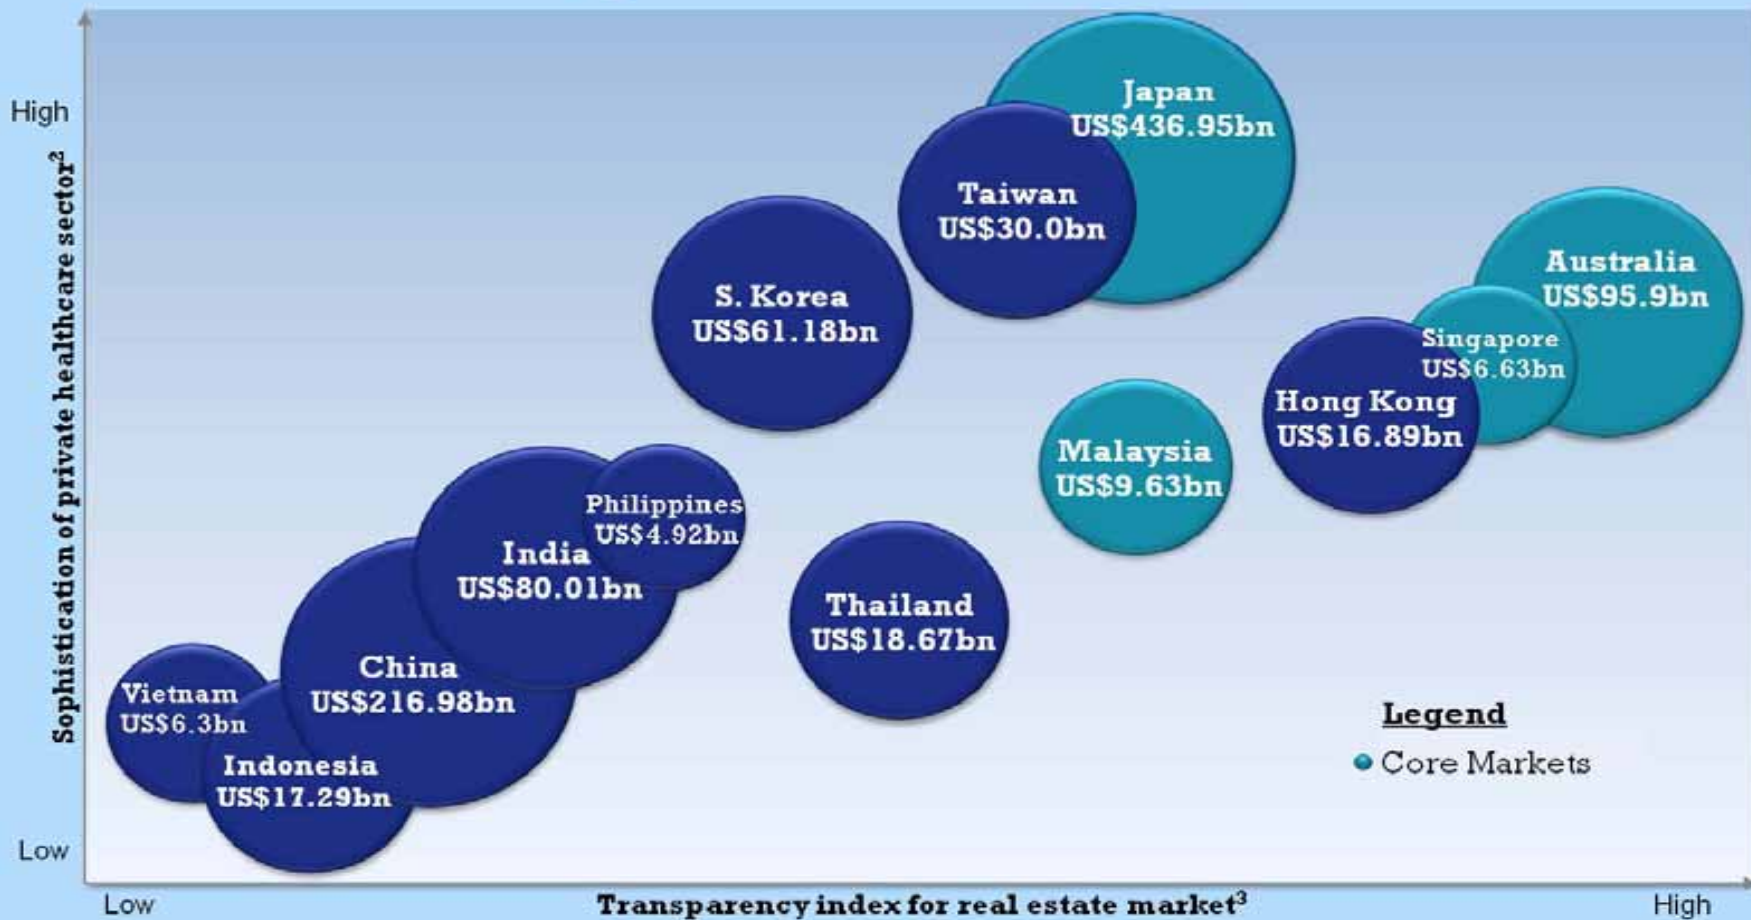 High
Sophistication of private healthcare sector²
Low
Japan
US$436.95bn
Taiwan
US$30.0bn
S. Korea
US$61.18bn
Australia
US$95.9bn
Singapore
US$6.63bn
Hong Kong
US$16.89bn
Malaysia
US$9.63bn
Philippines
US$4.92bn
India
US$80.01bn
Thailand
US$18.67bn
China
US$216.98bn
Vietnam
US$6.3bn
Indonesia
US$17.29bn
Legend
Core Markets
Low
Transparency index for real estate market³
High